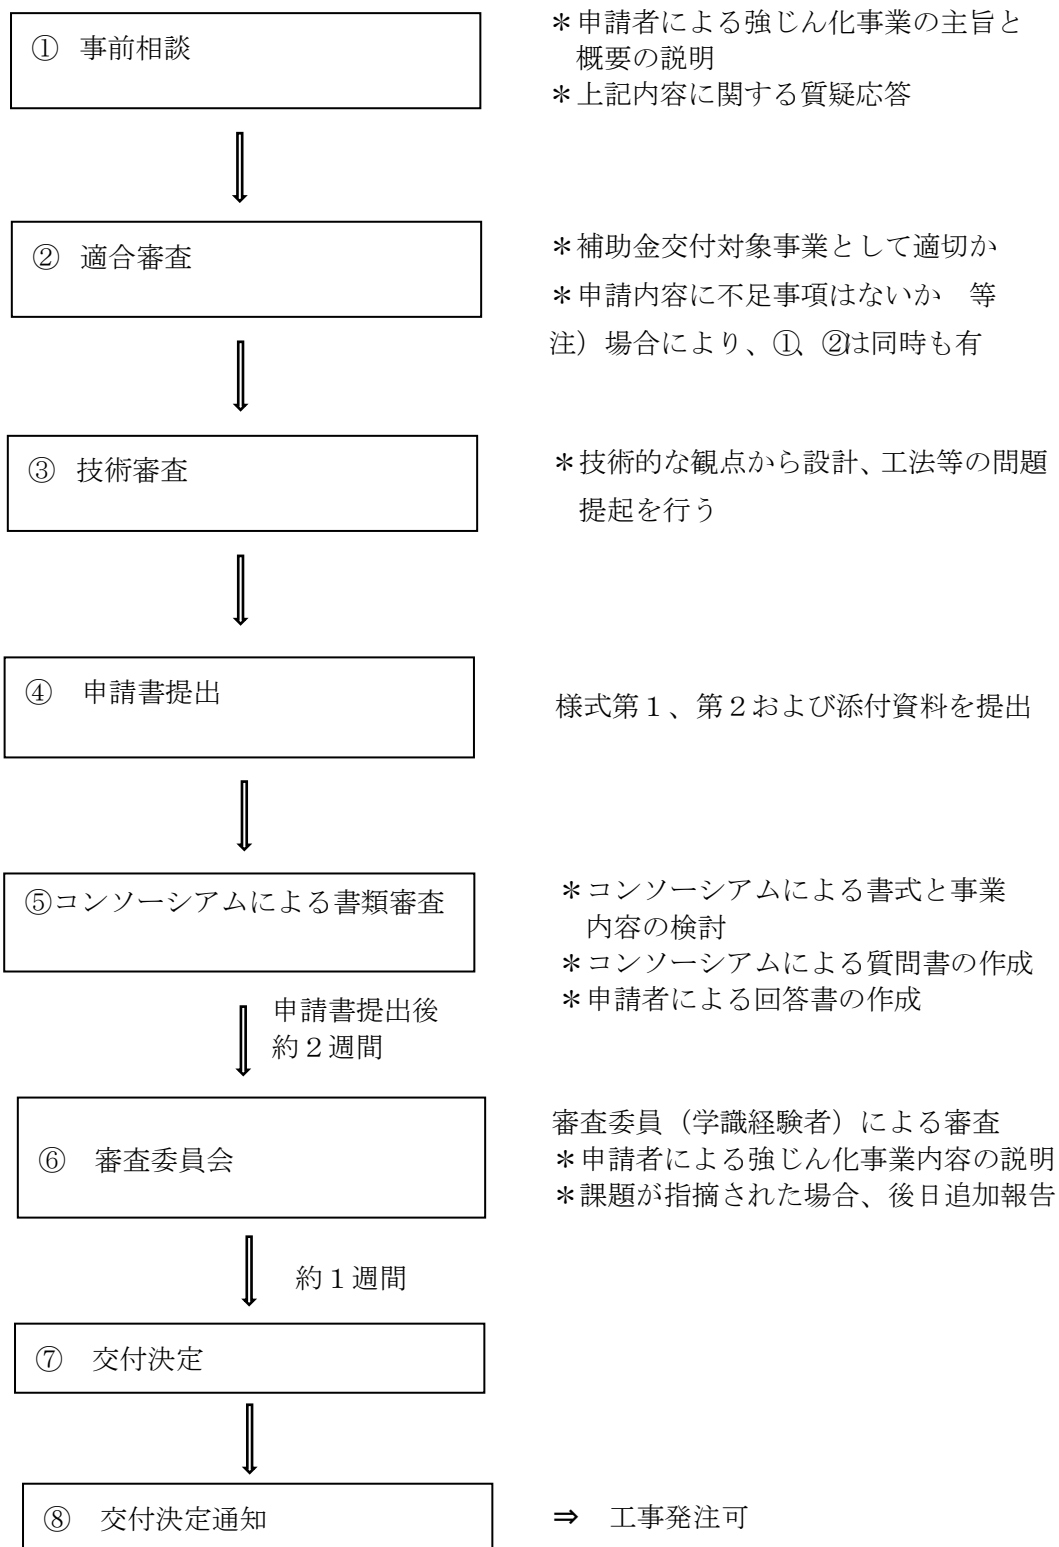 ① 事前相談
＊申請者による強じん化事業の主旨と
概要の説明
＊上記内容に関する質疑応答
② 適合審査
＊補助金交付対象事業として適切か
＊申請内容に不足事項はないか　等
注）場合により、①、②は同時も有
③ 技術審査
＊技術的な観点から設計、工法等の問題
提起を行う
④　申請書提出
様式第１、第２および添付資料を提出
⑤コンソーシアムによる書類審査
＊コンソーシアムによる書式と事業
内容の検討
＊コンソーシアムによる質問書の作成
＊申請者による回答書の作成
申請書提出後
約２週間
⑥　審査委員会
審査委員（学識経験者）による審査
＊申請者による強じん化事業内容の説明
＊課題が指摘された場合、後日追加報告
約１週間
⑦　交付決定
⑧　交付決定通知
⇒　工事発注可